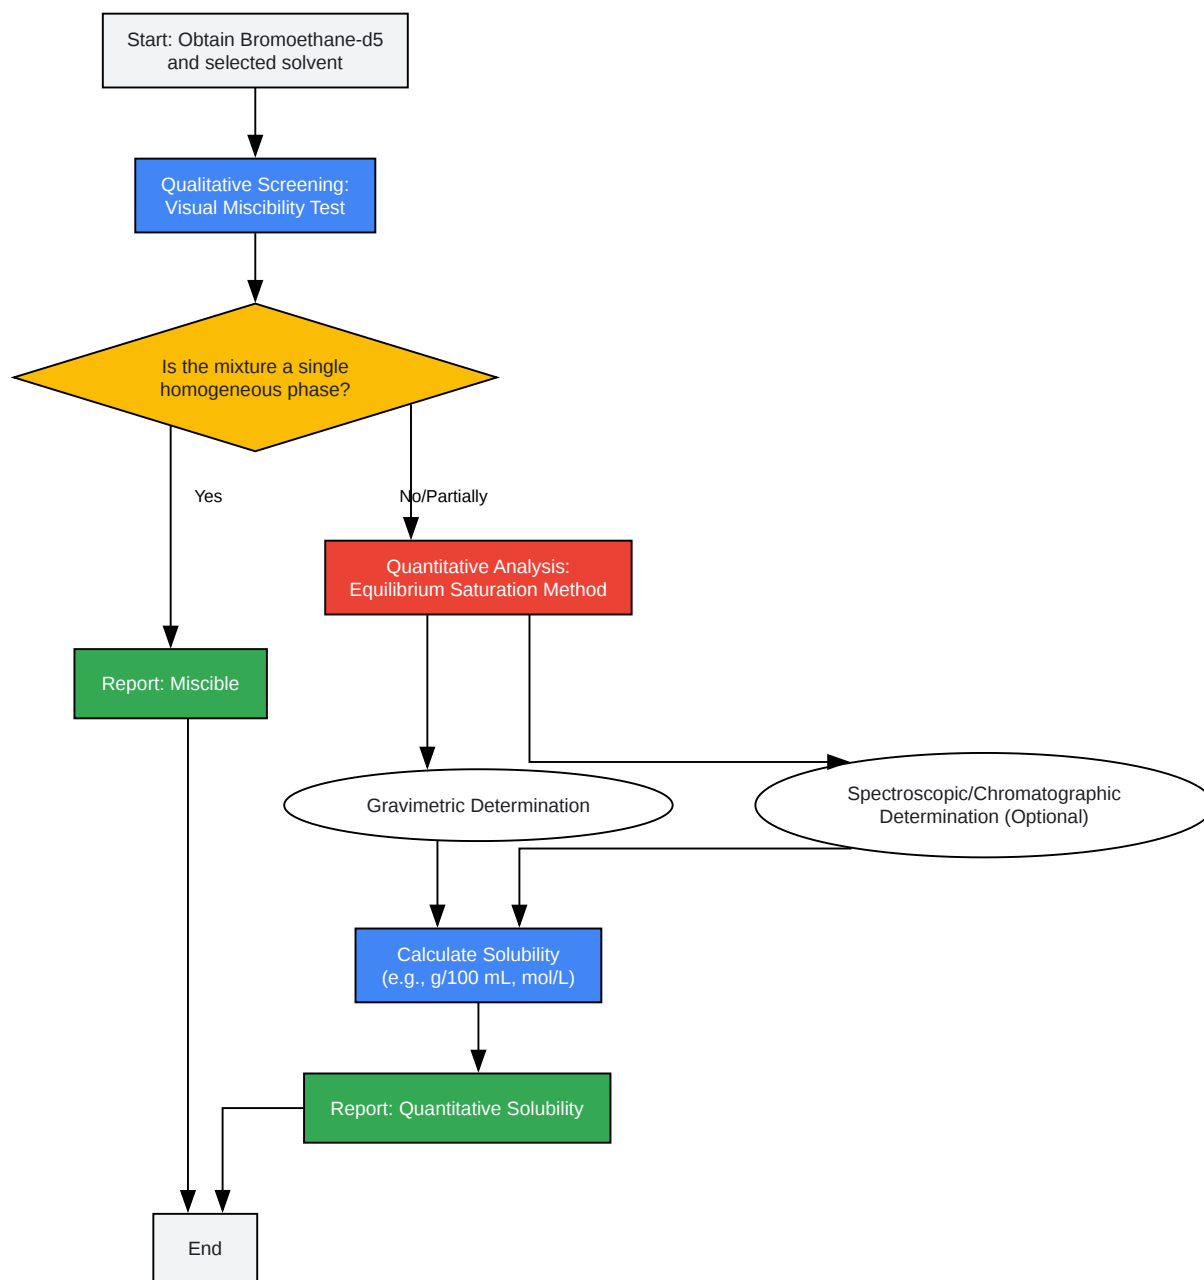 Start: Obtain Bromoethane-d5
and selected solvent
Qualitative Screening:
Visual Miscibility Test
Is the mixture a single
homogeneous phase?
Yes
No/Partially
Quantitative Analysis:
Equilibrium Saturation Method
Report: Miscible
Gravimetric Determination
Spectroscopic/Chromatographic
Determination (Optional)
Calculate Solubility
(e.g., g/100 mL, mol/L)
Report: Quantitative Solubility
End